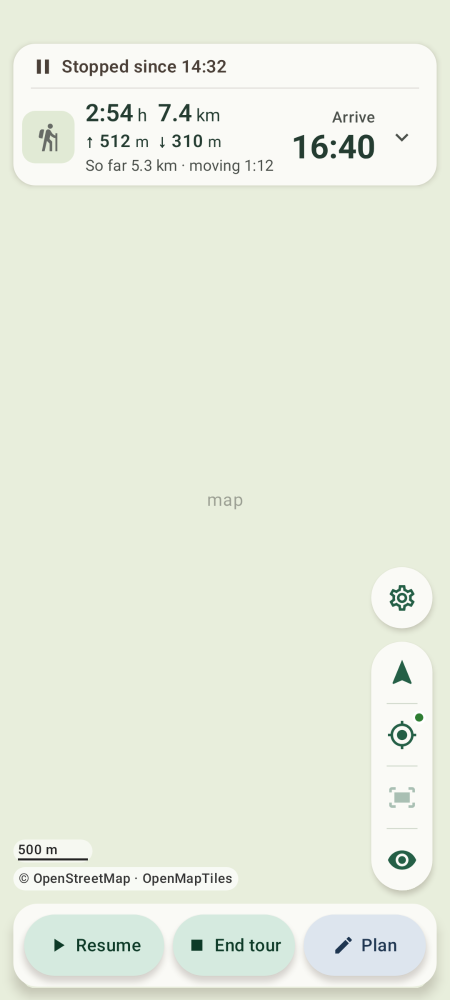 Stopped since 14:32
2:54 h 7.4 km
↑ 512 m ↓ 310 m
So far 5.3 km · moving 1:12
Arrive
16:40
map
500 m
© OpenStreetMap · OpenMapTiles
Resume
End tour
Plan